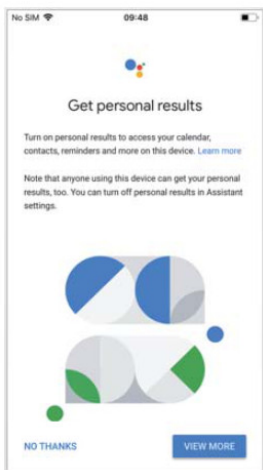 No SIM 09:48
Get personal results
Turn on personal results to access your calendar,
contacts, reminders and more on this device. Learn more
Note that anyone using this device can get your personal
results, too. You can turn off personal results in Assistant
settings.
NO THANKS VIEW MORE